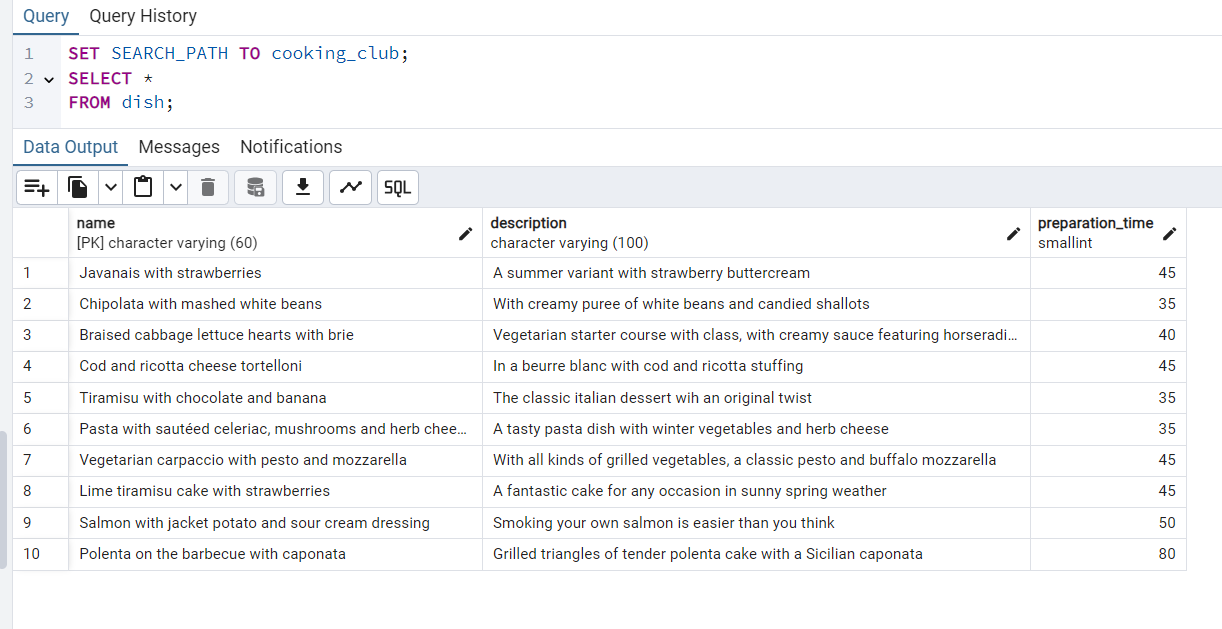 Query Query History
1 SET SEARCH_PATH TO cooking_club;
2 SELECT *
3 FROM dish;
Data Output Messages Notifications
SQL
name description preparation_time
[PK] character varying (60) character varying (100) smallint
1 Javanais with strawberries A summer variant with strawberry buttercream 45
2 Chipolata with mashed white beans With creamy puree of white beans and candied shallots 35
3 Braised cabbage lettuce hearts with brie Vegetarian starter course with class, with creamy sauce featuring horseradi... 40
4 Cod and ricotta cheese tortelloni In a beurre blanc with cod and ricotta stuffing 45
5 Tiramisu with chocolate and banana The classic italian dessert wih an original twist 35
6 Pasta with sautéed celeriac, mushrooms and herb chee... A tasty pasta dish with winter vegetables and herb cheese 35
7 Vegetarian carpaccio with pesto and mozzarella With all kinds of grilled vegetables, a classic pesto and buffalo mozzarella 45
8 Lime tiramisu cake with strawberries A fantastic cake for any occasion in sunny spring weather 45
9 Salmon with jacket potato and sour cream dressing Smoking your own salmon is easier than you think 50
10 Polenta on the barbecue with caponata Grilled triangles of tender polenta cake with a Sicilian caponata 80